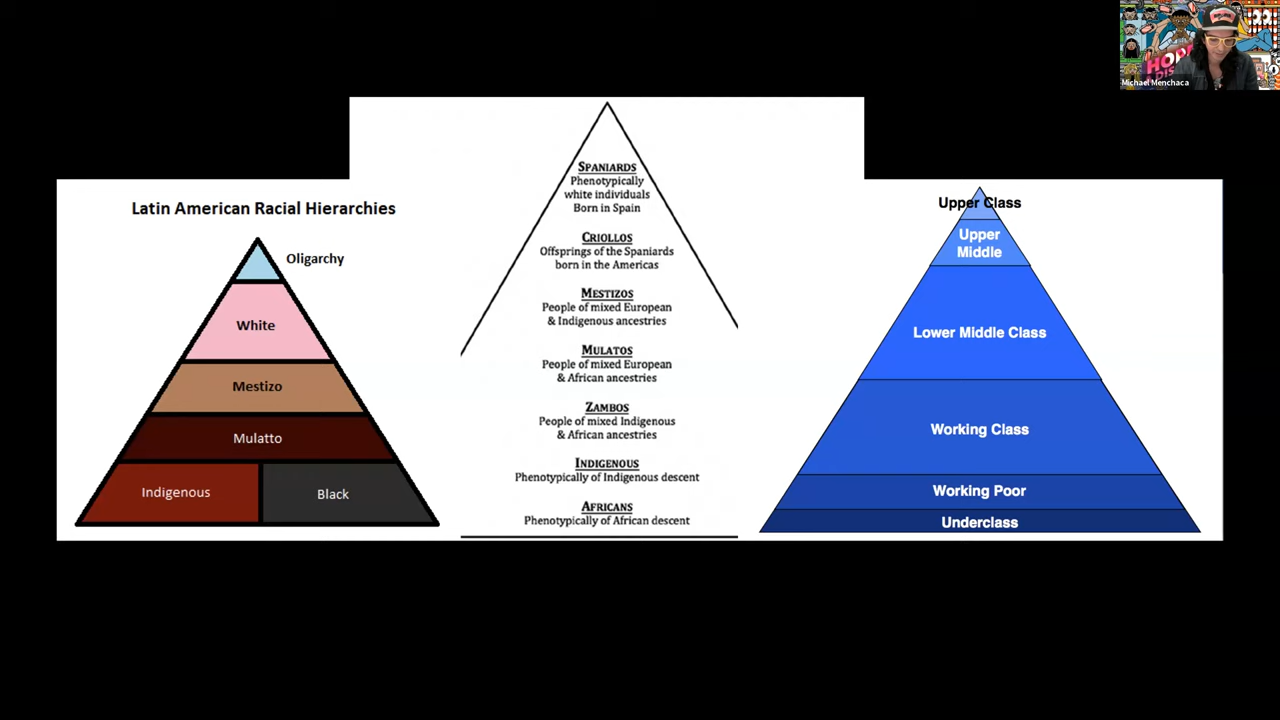 Latin American Racial Hierarchies
Oligarchy
White
Mestizo
Mulatto
Indigenous
Black
SPANIARDS
Phenotypically
white individuals
Born in Spain
CRIOLLOS
Offsprings of the Spaniards
born in the Americas
MESTIZOS
People of mixed European
& Indigenous ancestries
MULATOS
People of mixed European
& African ancestries
ZAMBOS
People of mixed Indigenous
& African ancestries
INDIGENOUS
Phenotypically of Indigenous descent
AFRICANS
Phenotypically of African descent
Upper Class
Upper
Middle
Lower Middle Class
Working Class
Working Poor
Underclass
Michael Menchaca